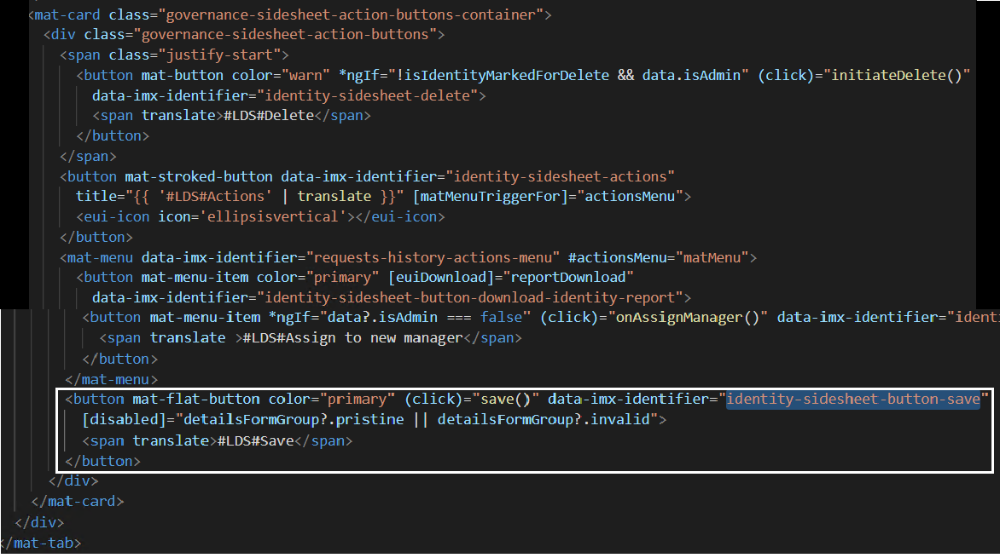 <mat-card class="governance-sidesheet-action-buttons-container">
<div class="governance-sidesheet-action-buttons">
<span class="justify-start">
<button mat-button color="warn" *ngIf="!isIdentityMarkedForDelete && data.isAdmin" (click)="initiateDelete()"
data-imx-identifier="identity-sidesheet-delete">
<span translate>#LDS#Delete</span>
</button>
</span>
<button mat-stroked-button data-imx-identifier="identity-sidesheet-actions"
title="{{ '#LDS#Actions' | translate }}" [matMenuTriggerFor]="actionsMenu">
<eui-icon icon='ellipsisvertical'></eui-icon>
</button>
<mat-menu data-imx-identifier="requests-history-actions-menu" #actionsMenu="matMenu">
<button mat-menu-item color="primary" [euiDownload]="reportDownload"
data-imx-identifier="identity-sidesheet-button-download-identity-report">
<button mat-menu-item *ngIf="data?.isAdmin === false" (click)="onAssignManager()" data-imx-identifier="identi
<span translate >#LDS#Assign to new manager</span>
</button>
</mat-menu>
<button mat-flat-button color="primary" (click)="save()" data-imx-identifier="identity-sidesheet-button-save"
[disabled]="detailsFormGroup?.pristine || detailsFormGroup?.invalid">
<span translate>#LDS#Save</span>
</button>
</div>
</mat-card>
</div>
</mat-tab>